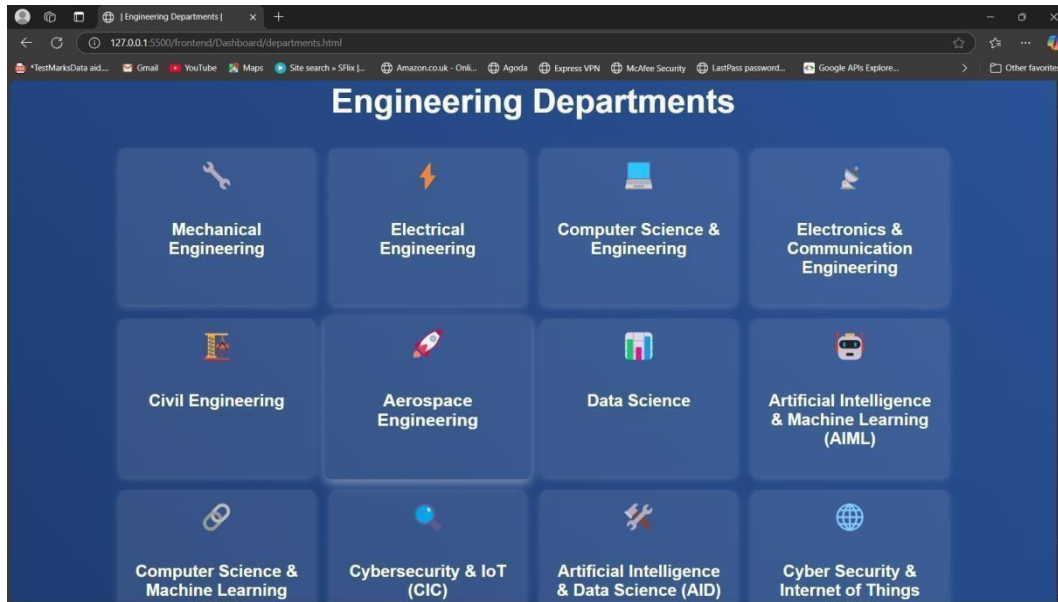 | Engineering Departments |
127.0.0.1:5500/frontend/Dashboard/departments.html
*TestMarksData aid....
Gmail
YouTube
Maps
Site search » SFlix |...
Amazon.co.uk - Onli...
Agoda
Express VPN
McAfee Security
LastPass password...
Google APIs Explore...
Other favorites
Engineering Departments
Mechanical
Engineering
Electrical
Engineering
Computer Science &
Engineering
Electronics &
Communication
Engineering
Civil Engineering
Aerospace
Engineering
Data Science
Artificial Intelligence
& Machine Learning
(AIML)
Computer Science &
Machine Learning
Cybersecurity & IoT
(CIC)
Artificial Intelligence
& Data Science (AID)
Cyber Security &
Internet of Things